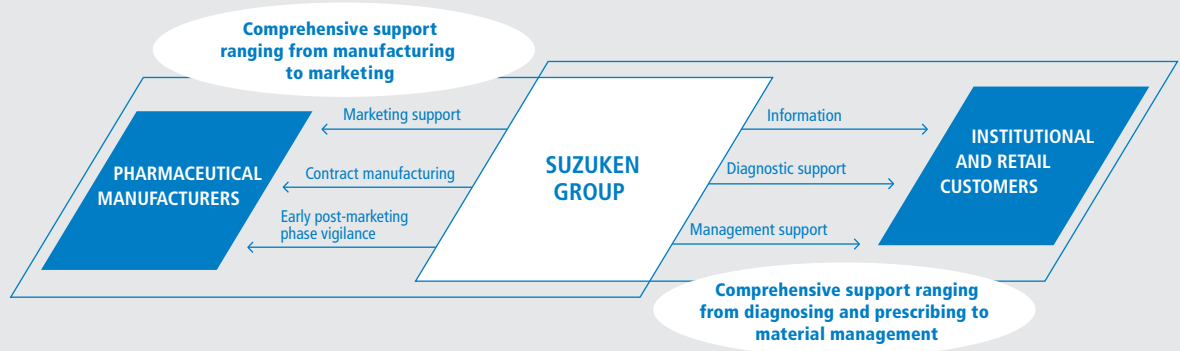 Comprehensive support
ranging from manufacturing
to marketing
PHARMACEUTICAL
MANUFACTURERS
Marketing support
Contract manufacturing
Early post-marketing
phase vigilance
SUZUKEN
GROUP
Information
Diagnostic support
Management support
INSTITUTIONAL
AND RETAIL
CUSTOMERS
Comprehensive support ranging
from diagnosing and prescribing to
material management